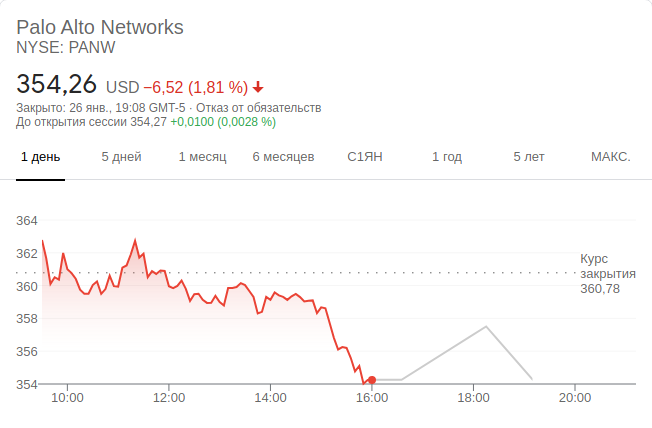 Palo Alto Networks
NYSE: PANW
354,26 USD −6,52 (1,81 %)
Закрыто: 26 янв., 19:08 GMT-5 · Отказ от обязательств
До открытия сессии 354,27 +0,0100 (0,0028 %)
1 день 5 дней 1 месяц 6 месяцев С1ЯН 1 год 5 лет МАКС.
364
362
360
358
356
354
Курс
закрытия
360,78
10:00 12:00 14:00 16:00 18:00 20:00